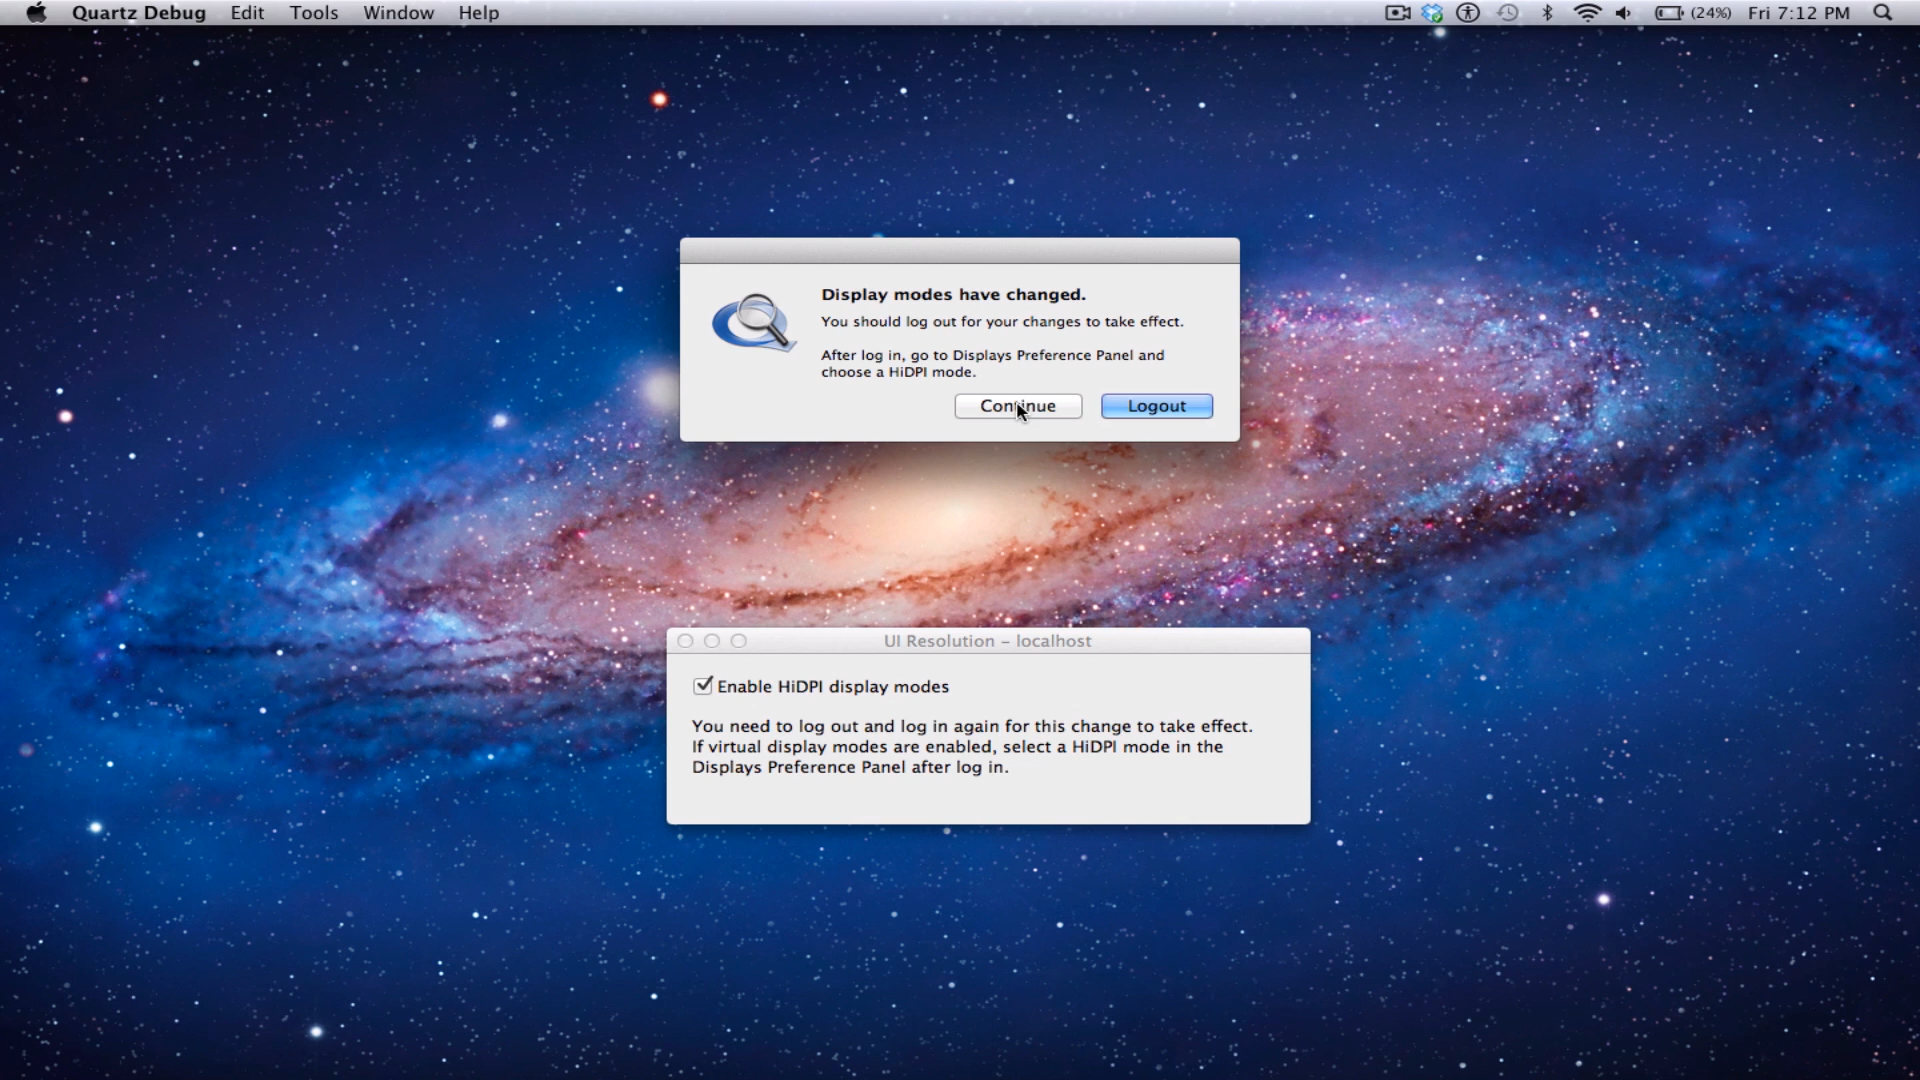 Quartz Debug Edit Tools Window Help (24%) Fri 7:12 PM
Display modes have changed.
You should log out for your changes to take effect.
After log in, go to Displays Preference Panel and
choose a HiDPI mode.
Continue Logout
UI Resolution – localhost
Enable HiDPI display modes
You need to log out and log in again for this change to take effect.
If virtual display modes are enabled, select a HiDPI mode in the
Displays Preference Panel after log in.